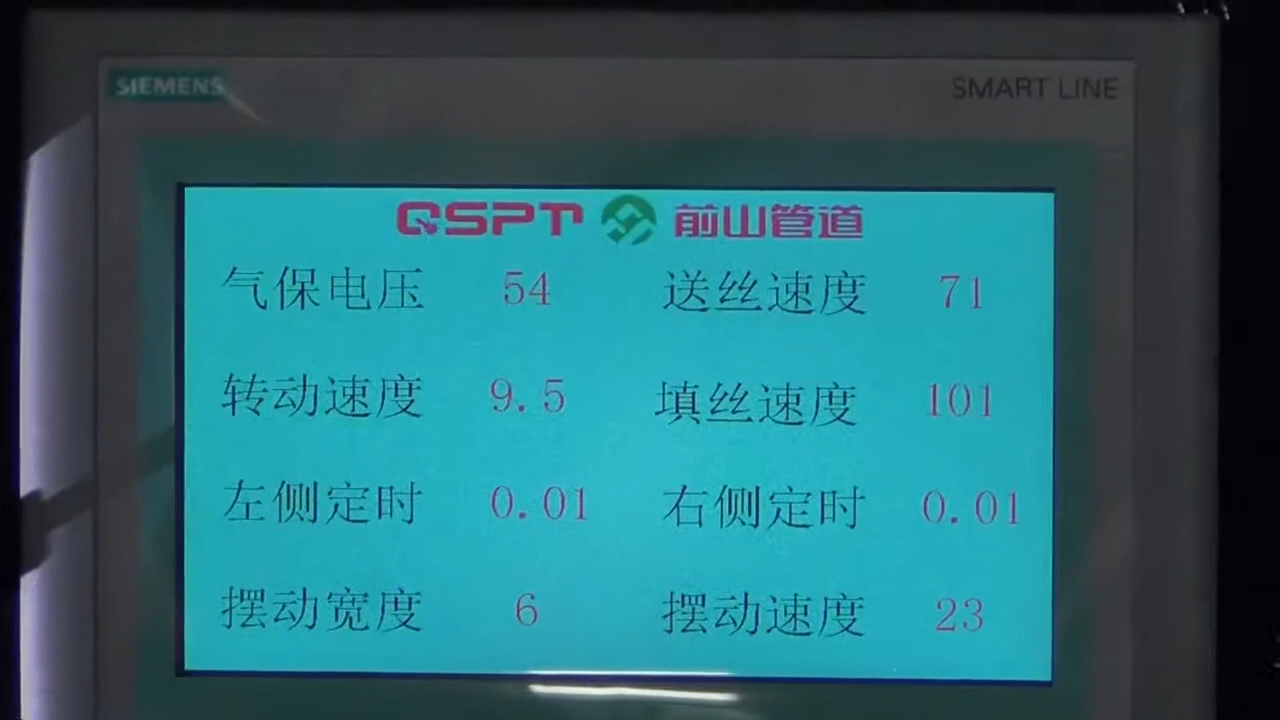 SIEMENS SMART LINE
QSPT 前山管道
气保电压 54 送丝速度 71
转动速度 9.5 填丝速度 101
左侧定时 0.01 右侧定时 0.01
摆动宽度 6 摆动速度 23